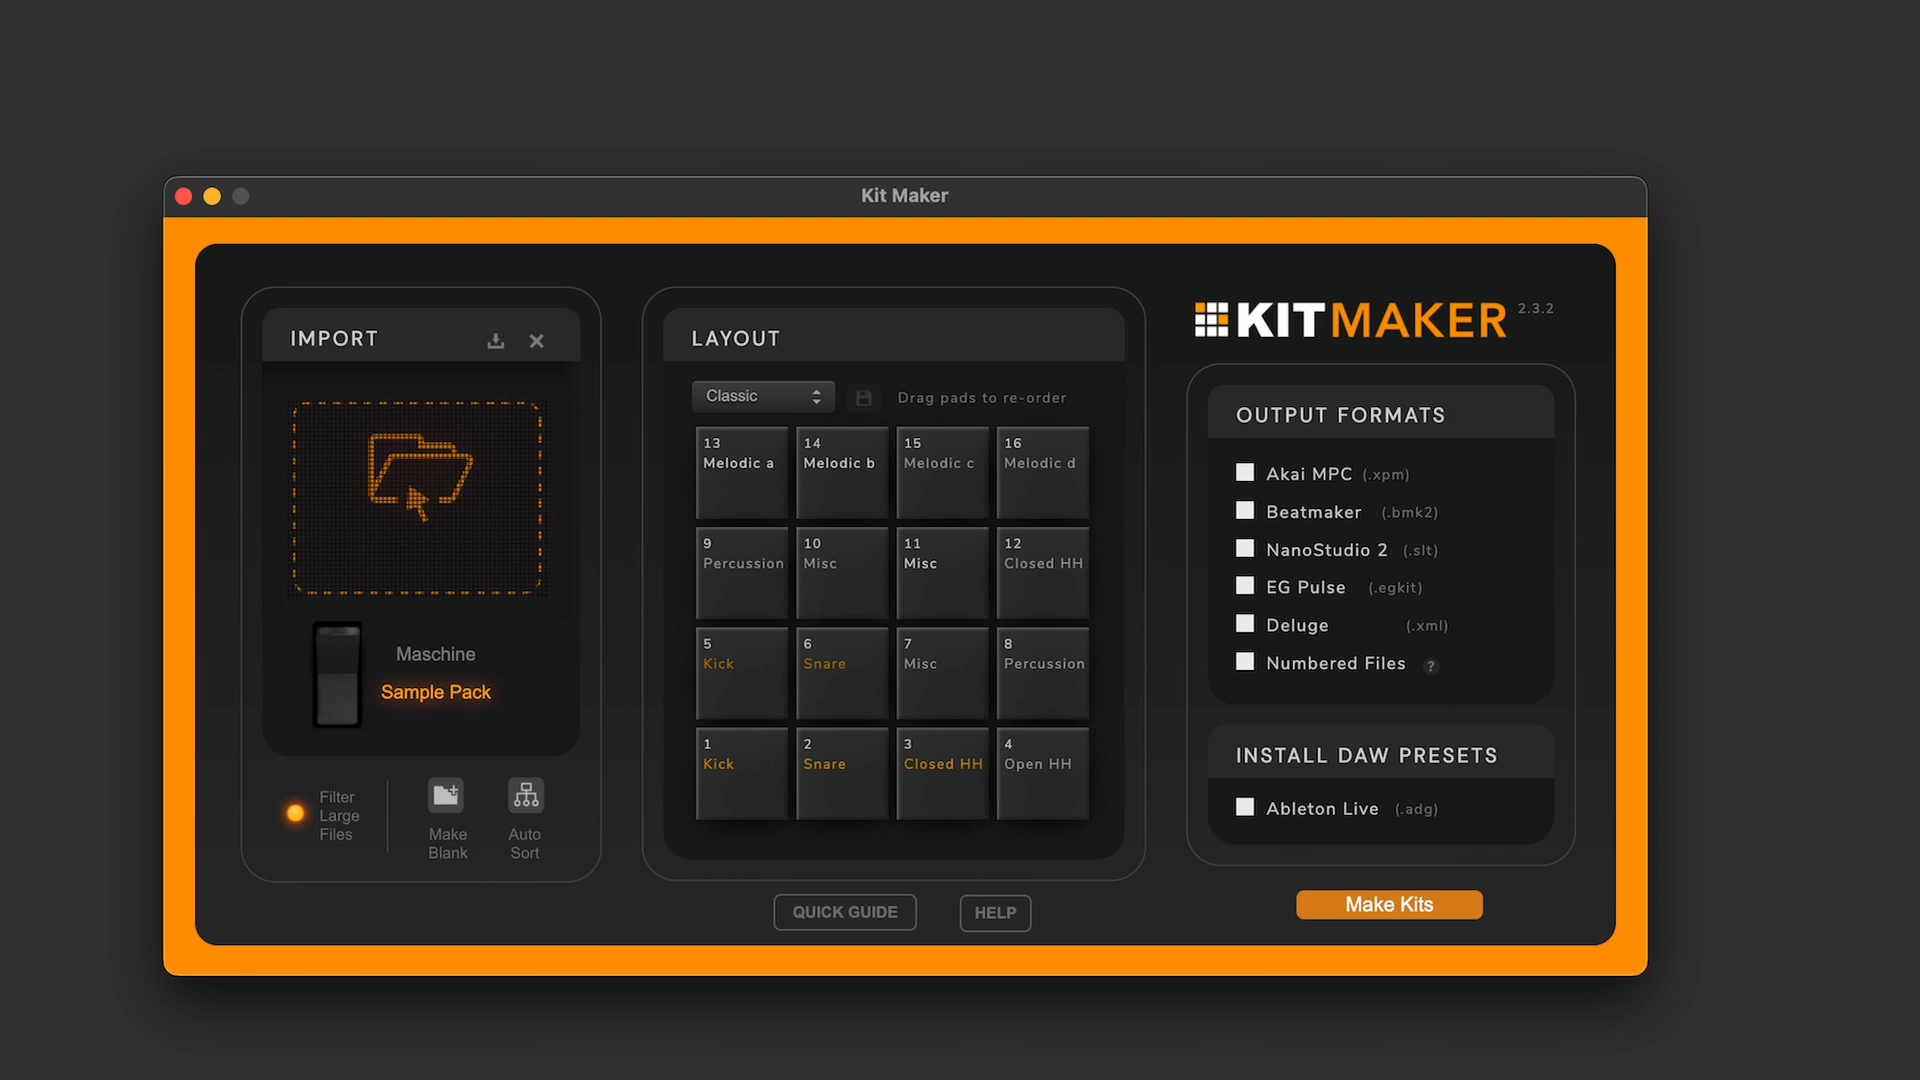 Kit Maker
IMPORT
Maschine
Sample Pack
Filter
Large
Files
Make
Blank
Auto
Sort
LAYOUT
Classic
Drag pads to re-order
13
Melodic a
14
Melodic b
15
Melodic c
16
Melodic d
9
Percussion
10
Misc
11
Misc
12
Closed HH
5
Kick
6
Snare
7
Misc
8
Percussion
1
Kick
2
Snare
3
Closed HH
4
Open HH
QUICK GUIDE
HELP
KITMAKER 2.3.2
OUTPUT FORMATS
Akai MPC (.xpm)
Beatmaker (.bmk2)
NanoStudio 2 (.slt)
EG Pulse (.egkit)
Deluge (.xml)
Numbered Files ?
INSTALL DAW PRESETS
Ableton Live (.adg)
Make Kits